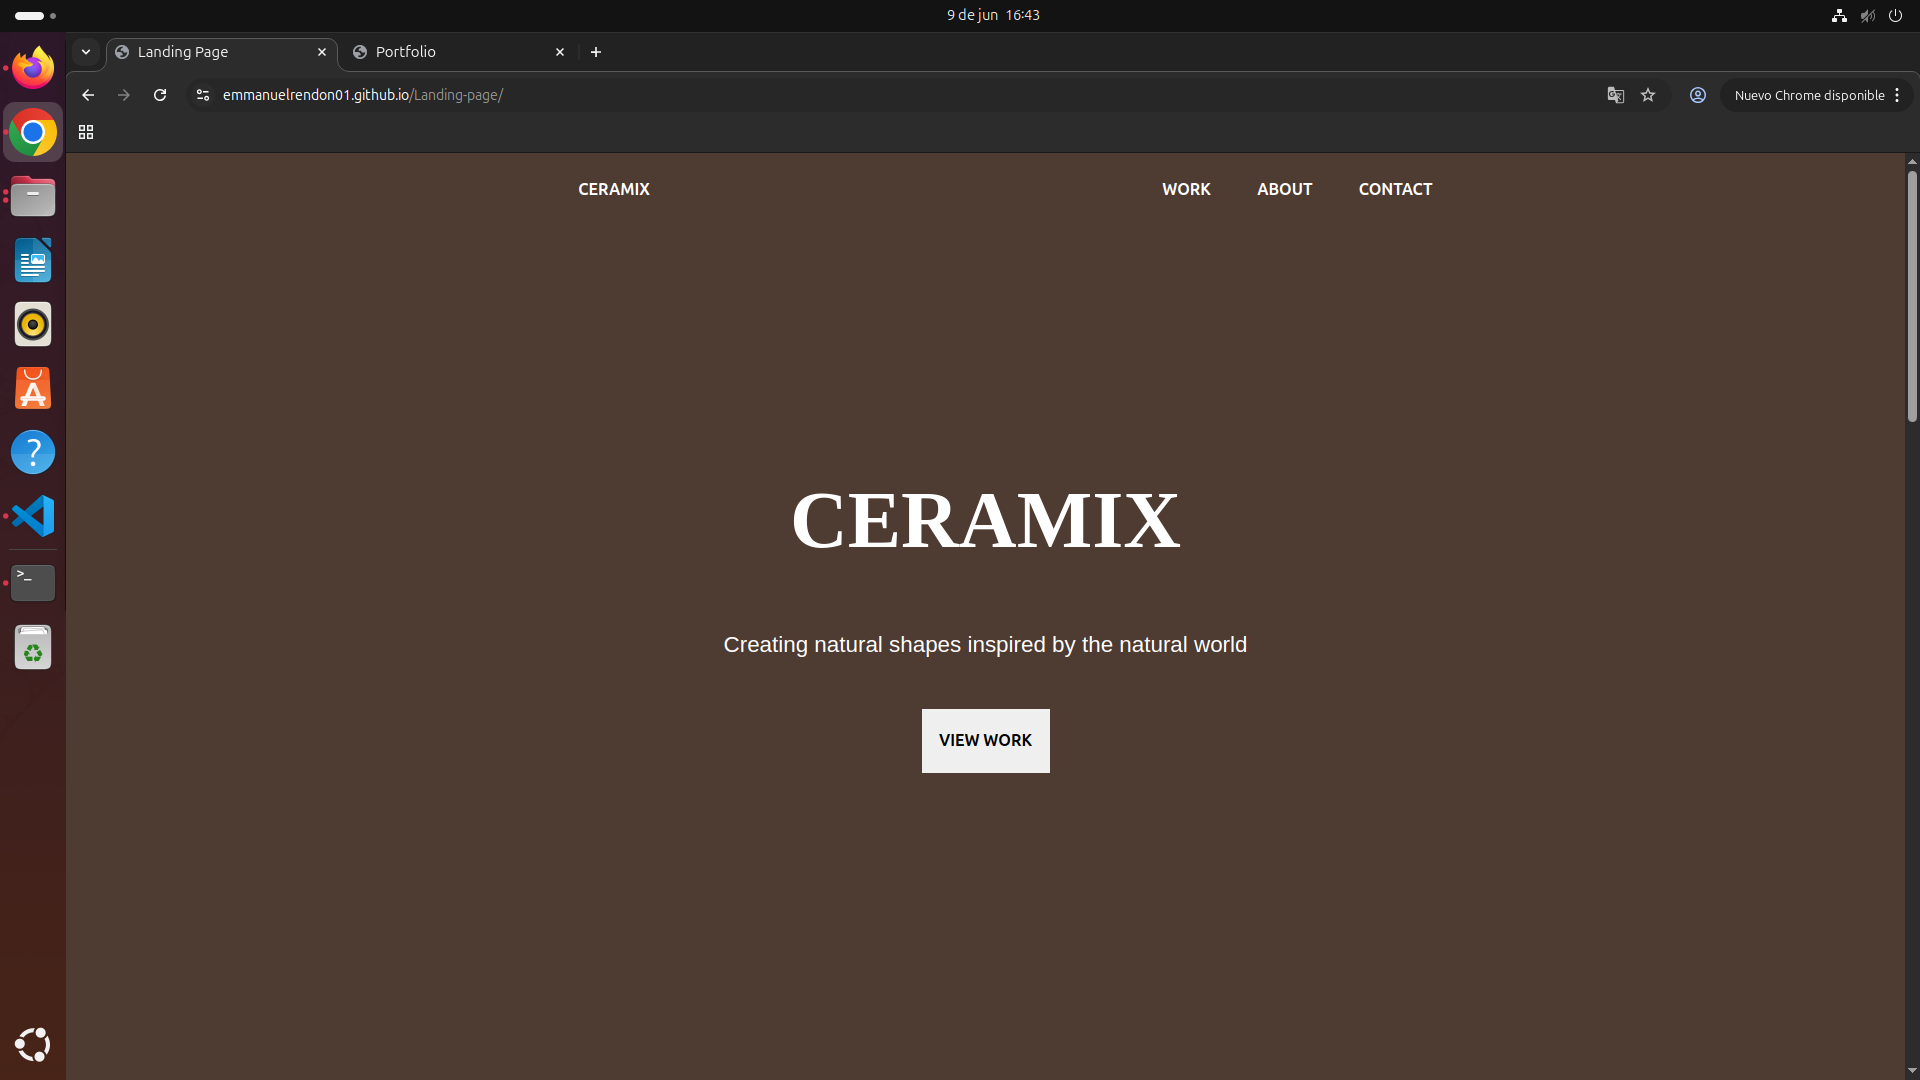 9 de jun 16:43
Landing Page
Portfolio
emmanuelrendon01.github.io/Landing-page/
Nuevo Chrome disponible
CERAMIX
WORK
ABOUT
CONTACT
CERAMIX
Creating natural shapes inspired by the natural world
VIEW WORK